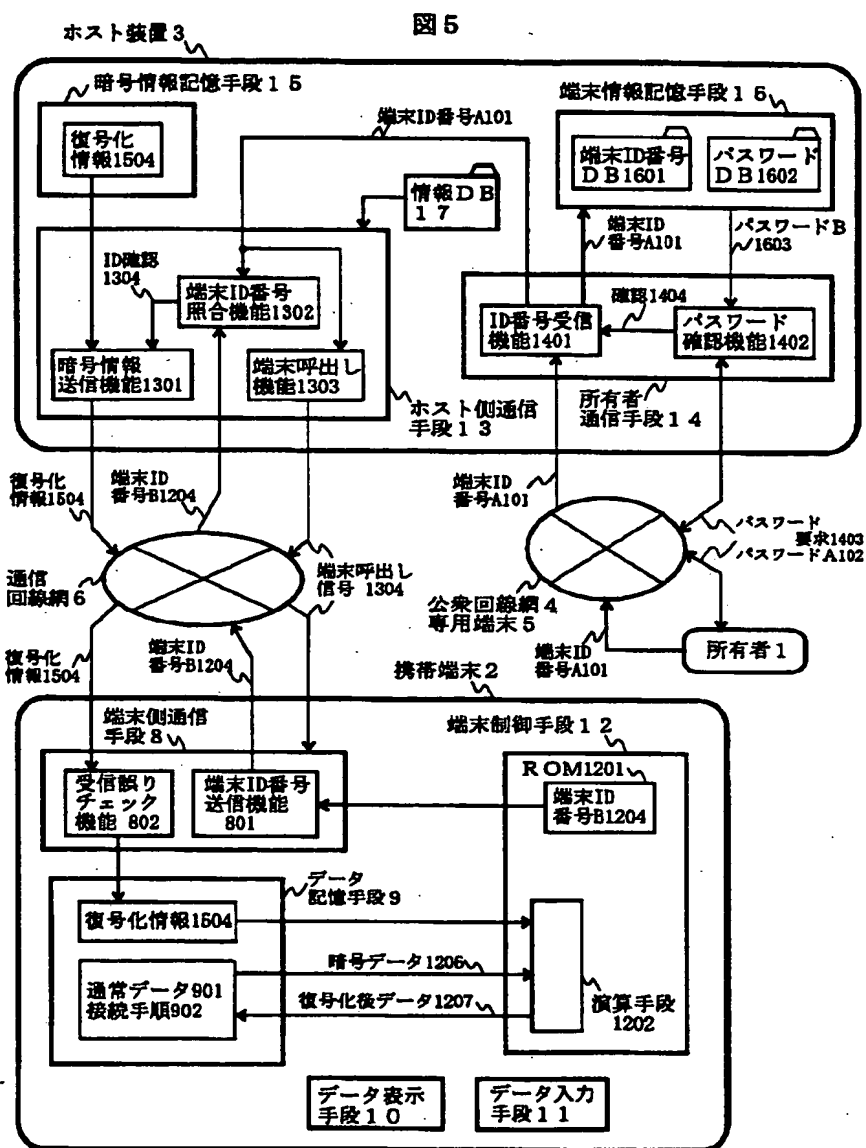 図5
ホスト装置3
暗号情報記憶手段15
復号化
情報1504
端末ID番号A101
端末情報記憶手段16
端末ID番号
DB1601
パスワード
DB1602
情報DB
17
端末ID
番号A101
パスワードB
1603
ID確認
1304
端末ID番号
照合機能1302
暗号情報
送信機能1301
端末呼出し
機能1303
ホスト側通信
手段13
ID番号受信
機能1401
確認1404
パスワード
確認機能1402
所有者
通信手段14
復号化
情報1504
端末ID
番号B1204
端末ID
番号A101
パスワード
要求1403
パスワードA102
通信
回線網6
端末呼出し
信号 1304
公衆回線網4
専用端末5
復号化
情報1504
端末ID
番号B1204
端末ID
番号A101
所有者1
携帯端末2
端末側通信
手段8
端末制御手段12
受信誤り
チェック
機能 802
端末ID番号
送信機能
801
ROM1201
端末ID
番号B1204
データ
記憶手段9
復号化情報1504
通常データ901
接続手順902
暗号データ1206
復号化後データ1207
演算手段
1202
データ表示
手段10
データ入力
手段11